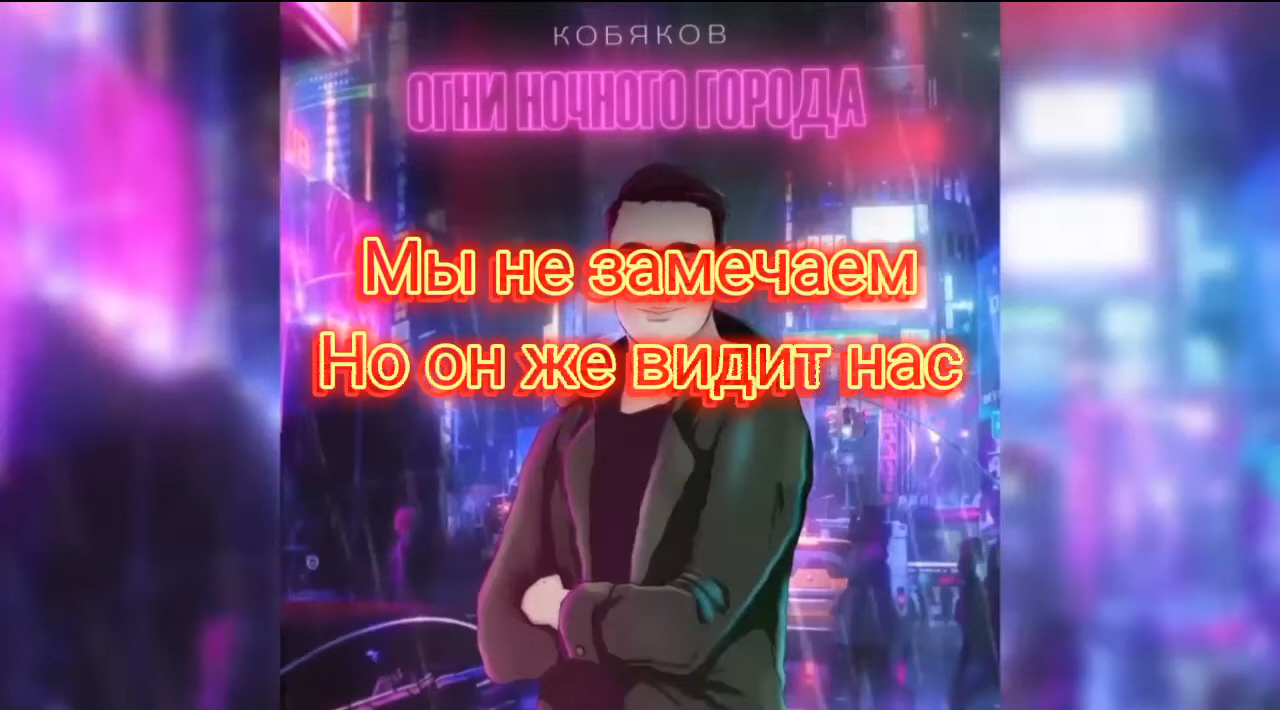 КОБЯКОВ
ОГНИ НОЧНОГО ГОРОДА
Мы не замечаем
Но он же видит нас